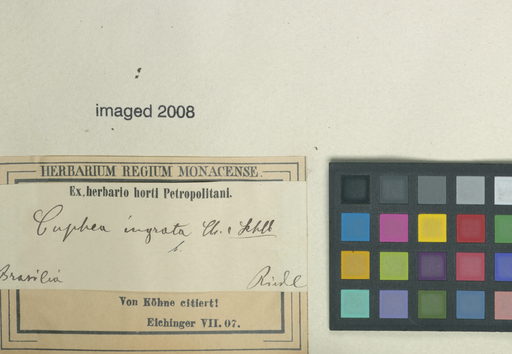 imaged 2008
HERBARIUM REGIUM MONACENSE.
Ex herbario horti Petropolitani.
Cuphea ingrata Ch. & Schlb
b.
Brasilia Riedel
Von Köhne citiert!
Eichinger VII. 07.